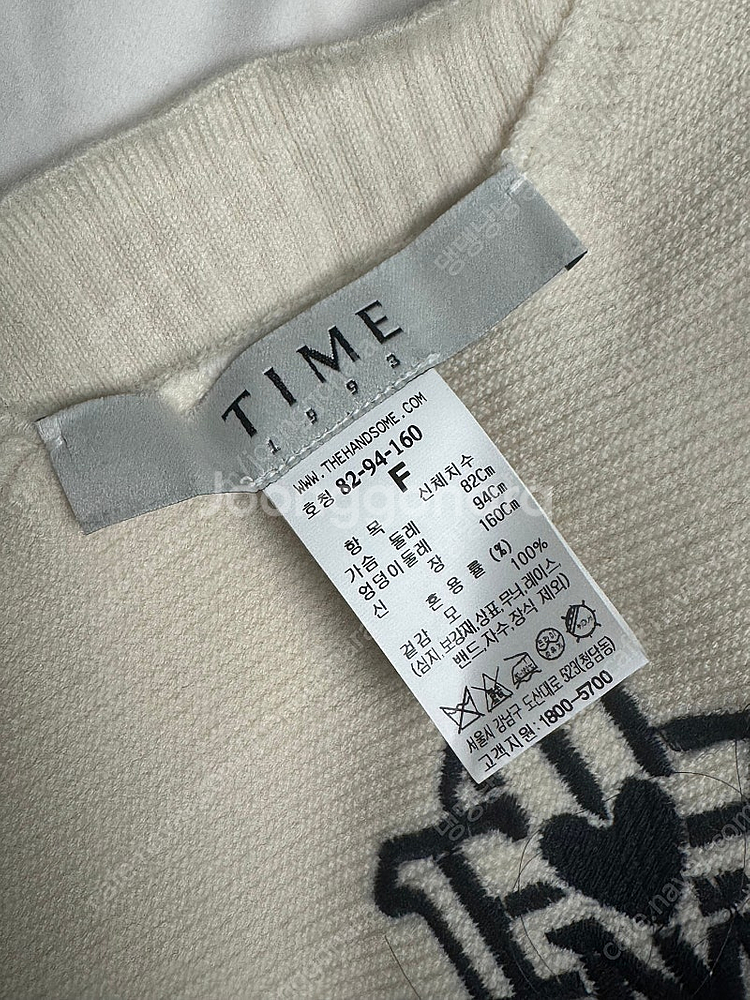 TIME
1993
WWW.THEHANDSOME.COM
호칭 82-94-160
F
항 목 신체치수
가슴 둘레 82Cm
엉덩이둘레 94Cm
신 장 160Cm
혼 용 률 (%)
겉감 모 100%
(심지,보강재,상표,무늬,레이스
밴드,자수,장식 제외)
서울시 강남구 도산대로 523(청담동)
고객지원:1800-5700